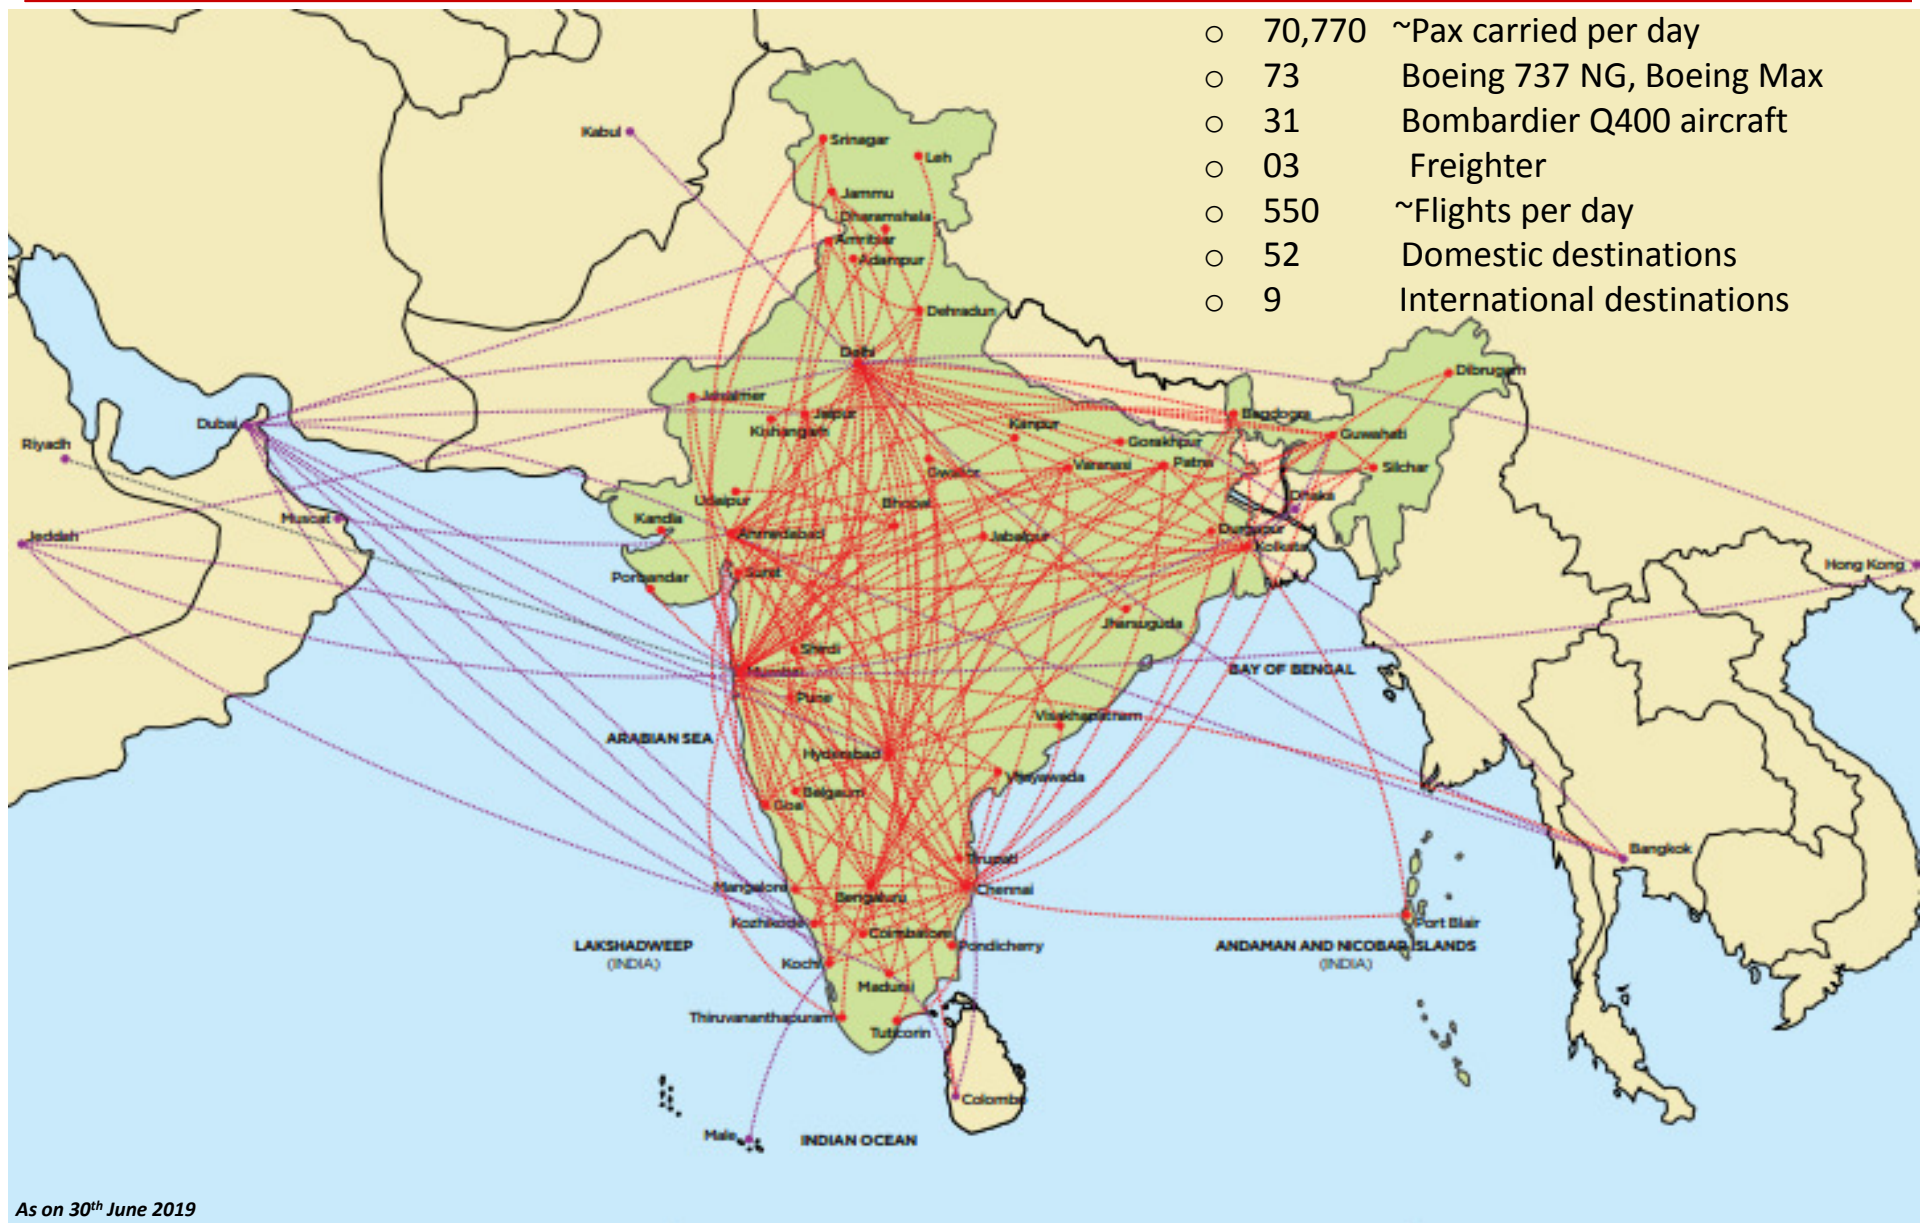 ○ 70,770 ~Pax carried per day
○ 73 Boeing 737 NG, Boeing Max
○ 31 Bombardier Q400 aircraft
○ 03 Freighter
○ 550 ~Flights per day
○ 52 Domestic destinations
○ 9 International destinations
Kabul
Srinagar
Leh
Jammu
Dharamshala
Amritsar
Adampur
Dehradun
Delhi
Dibrugarh
Jaisalmer
Jaipur
Bagdogra
Dubai
Kishangarh
Kanpur
Guwahati
Riyadh
Gorakhpur
Varanasi
Patna
Silchar
Gwalior
Udaipur
Bhopal
Dhaka
Muscat
Kandla
Jeddah
Ahmedabad
Jabalpur
Durgapur
Kolkata
Hong Kong
Porbandar
Surat
Jharsuguda
Shirdi
Mumbai
BAY OF BENGAL
Pune
Visakhapatnam
ARABIAN SEA
Hyderabad
Vijayawada
Belgaum
Goa
Bangkok
Tirupati
Mangalore
Bengaluru
Chennai
Kozhikode
Port Blair
Coimbatore
LAKSHADWEEP
(INDIA)
Pondicherry
ANDAMAN AND NICOBAR ISLANDS
(INDIA)
Kochi
Madurai
Thiruvananthapuram
Tuticorin
Colombo
Male
INDIAN OCEAN
As on 30th June 2019